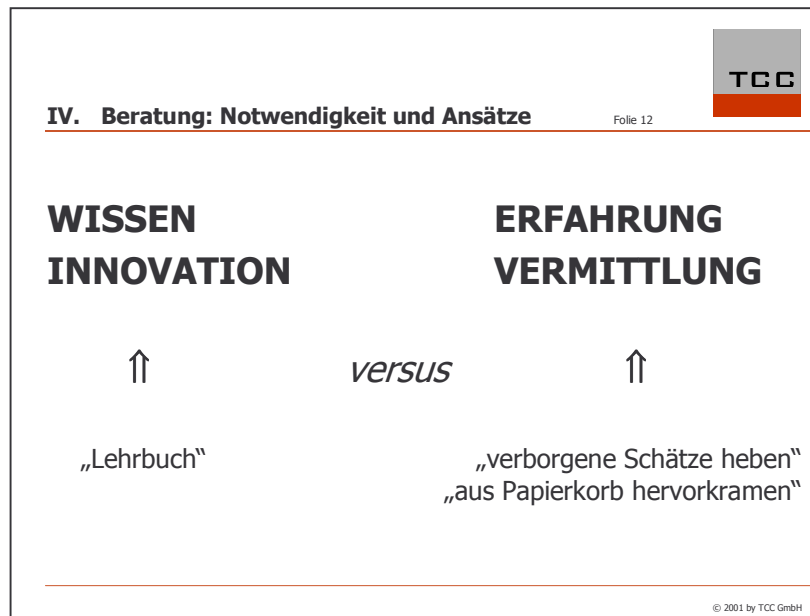 TCC
IV. Beratung: Notwendigkeit und Ansätze Folie 12
WISSEN ERFAHRUNG
INNOVATION VERMITTLUNG
⇑ versus ⇑
„Lehrbuch“ „verborgene Schätze heben“
„aus Papierkorb hervorkramen“
© 2001 by TCC GmbH